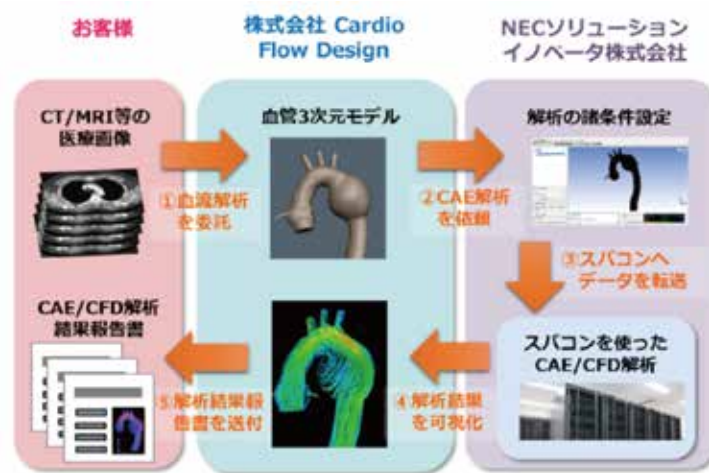 お客様
株式会社 Cardio
Flow Design
NECソリューション
イノベータ株式会社
CT/MRI等の
医療画像
①血流解析
を委託
血管3次元モデル
②CAE解析
を依頼
解析の諸条件設定
③スパコンへ
データを転送
スパコンを使った
CAE/CFD解析
④解析結果
を可視化
⑤解析結果報
告書を送付
CAE/CFD解析
結果報告書